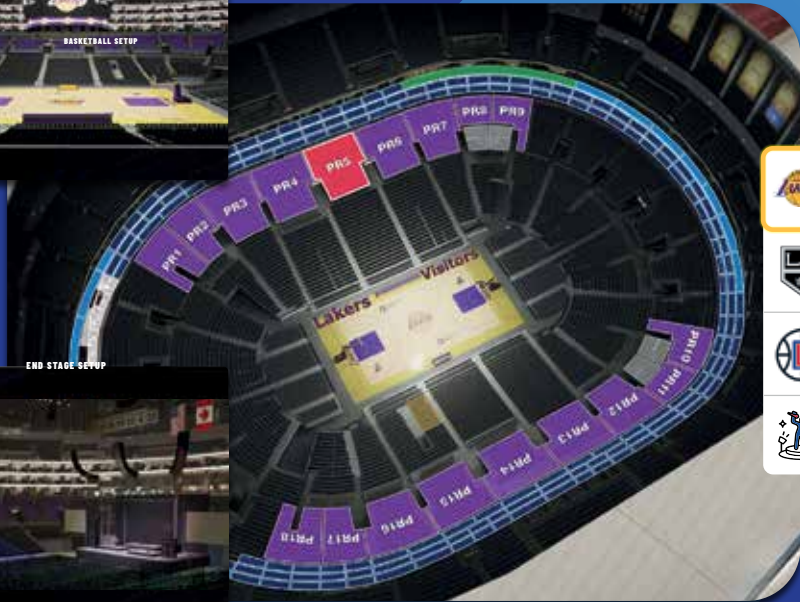 BASKETBALL SETUP
PR1
PR2
PR3
PR4
PR5
PR6
PR7
PR8
PR9
Lakers
Visitors
PR10
PR11
PR12
PR13
PR14
PR15
PR16
PR17
PR18
END STAGE SETUP